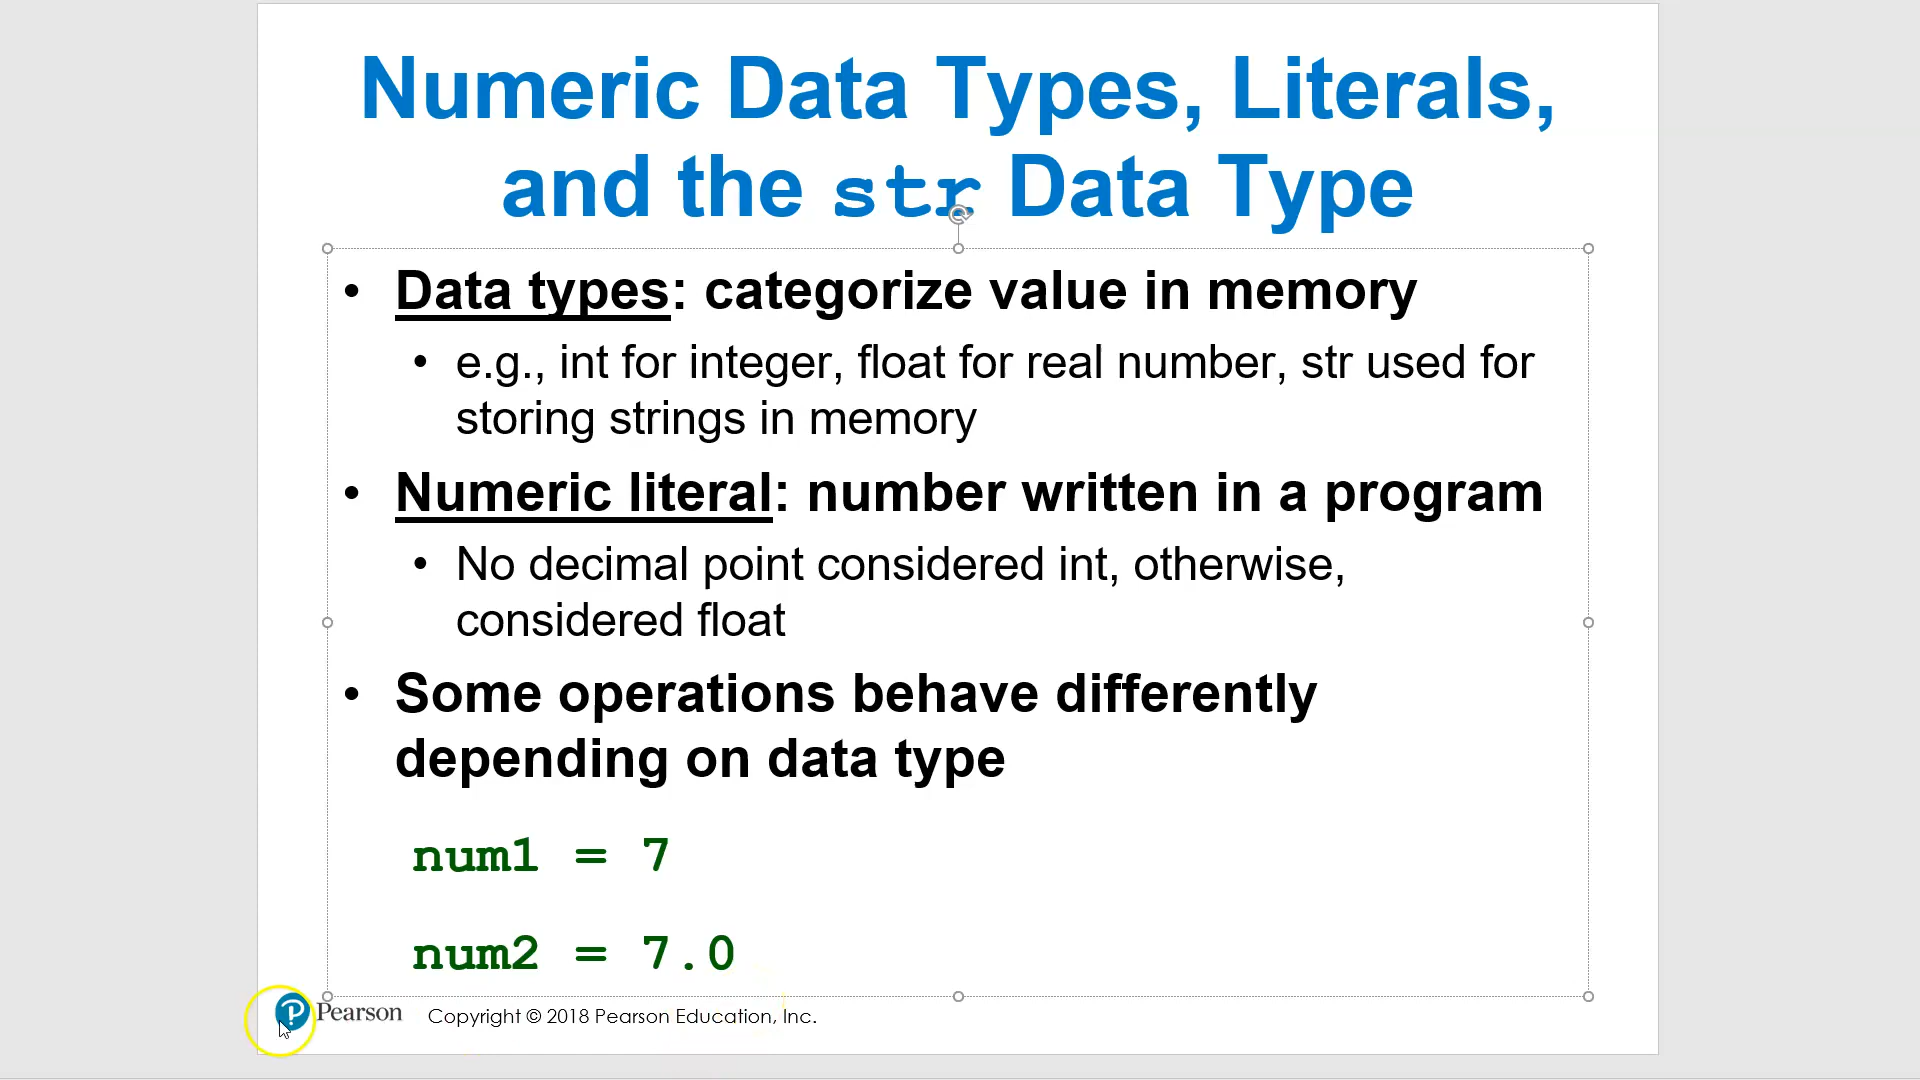 Numeric Data Types, Literals,
and the str Data Type
• Data types: categorize value in memory
• e.g., int for integer, float for real number, str used for
storing strings in memory
• Numeric literal: number written in a program
• No decimal point considered int, otherwise,
considered float
• Some operations behave differently
depending on data type
num1 = 7
num2 = 7.0
Pearson Copyright © 2018 Pearson Education, Inc.